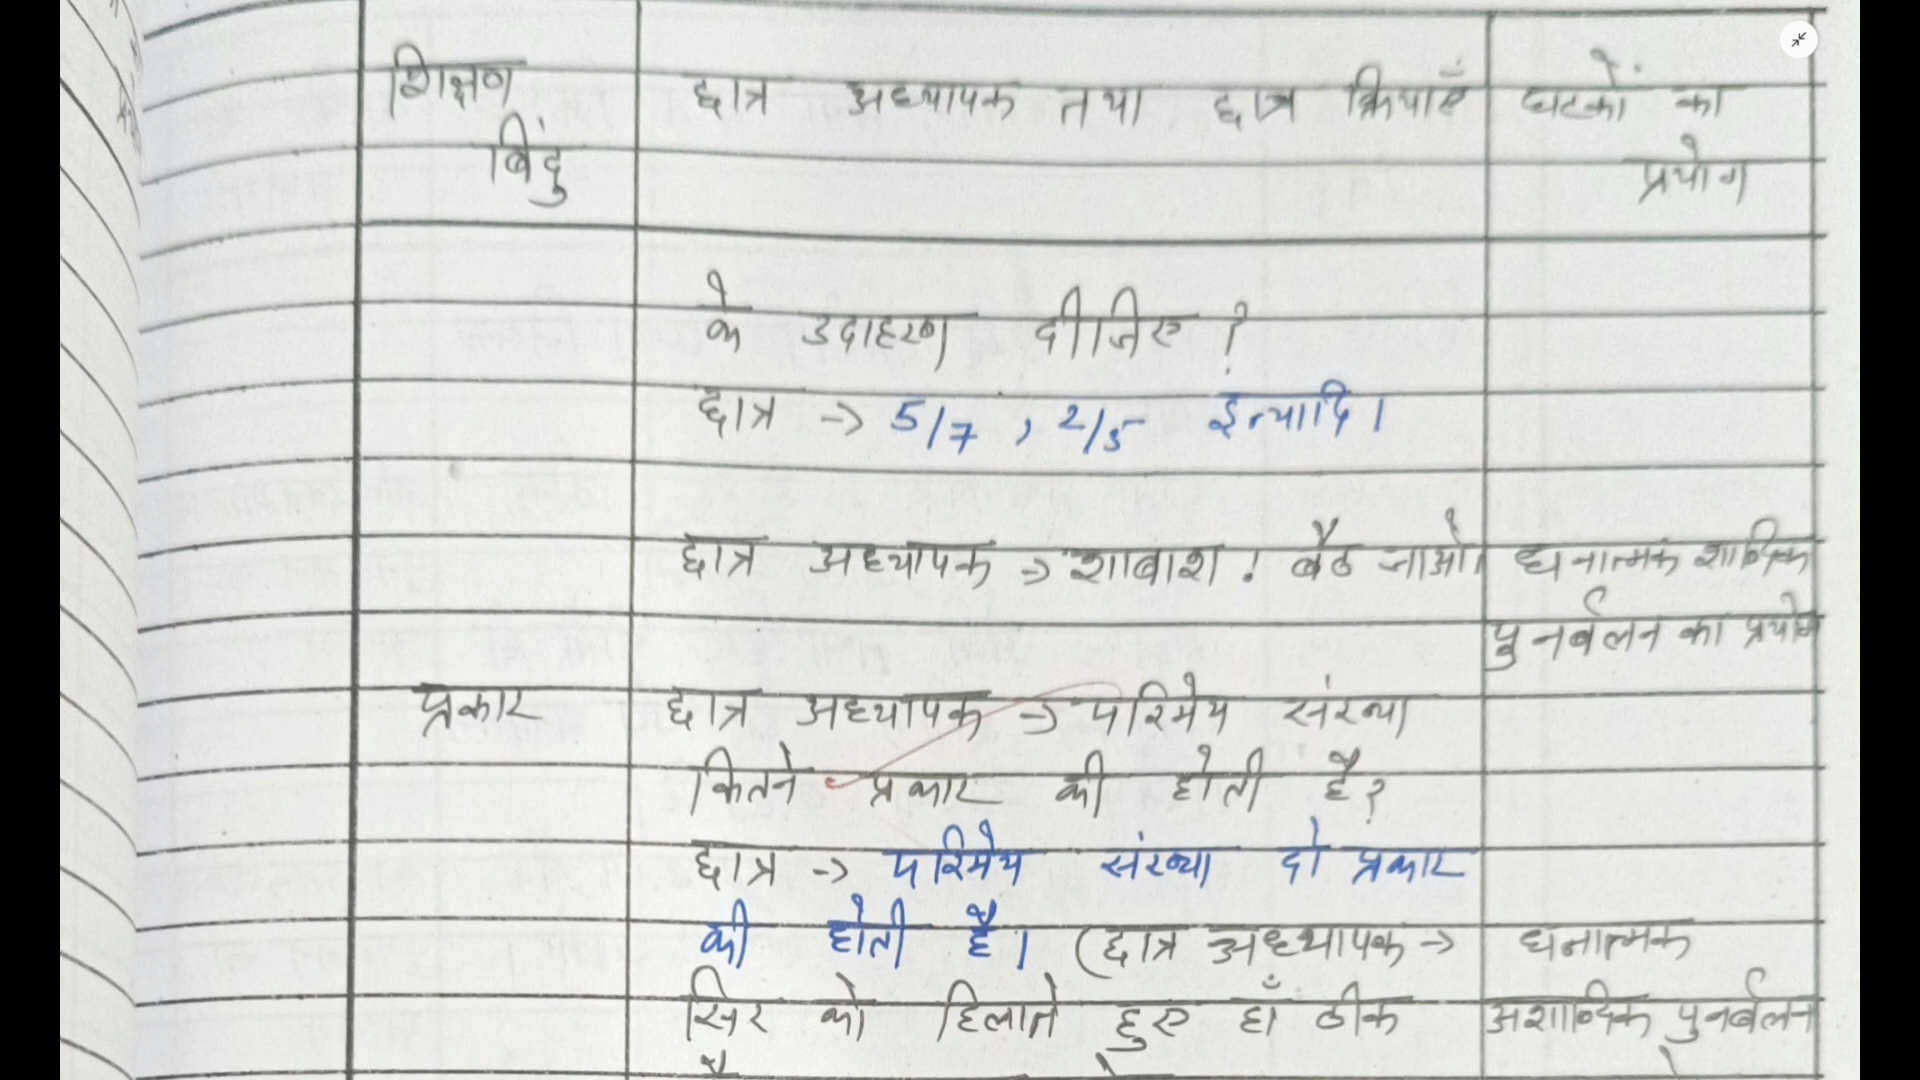 शिक्षण छात्र अध्यापक तथा छात्र क्रियाएँ घटकों का
बिंदु प्रयोग
के उदाहरण दीजिए?
छात्र -> 5/7 , 2/5 इत्यादि।
छात्र अध्यापक -> शाबाश! बैठ जाओ। धनात्मक शाब्दिक
पुनर्बलन का प्रयोग
प्रकार छात्र अध्यापक -> परिमेय संख्या
कितने प्रकार की होती है?
छात्र -> परिमेय संख्या दो प्रकार
की होती है। (छात्र अध्यापक -> धनात्मक
सिर को हिलाते हुए हाँ ठीक अशाब्दिक पुनर्बलन